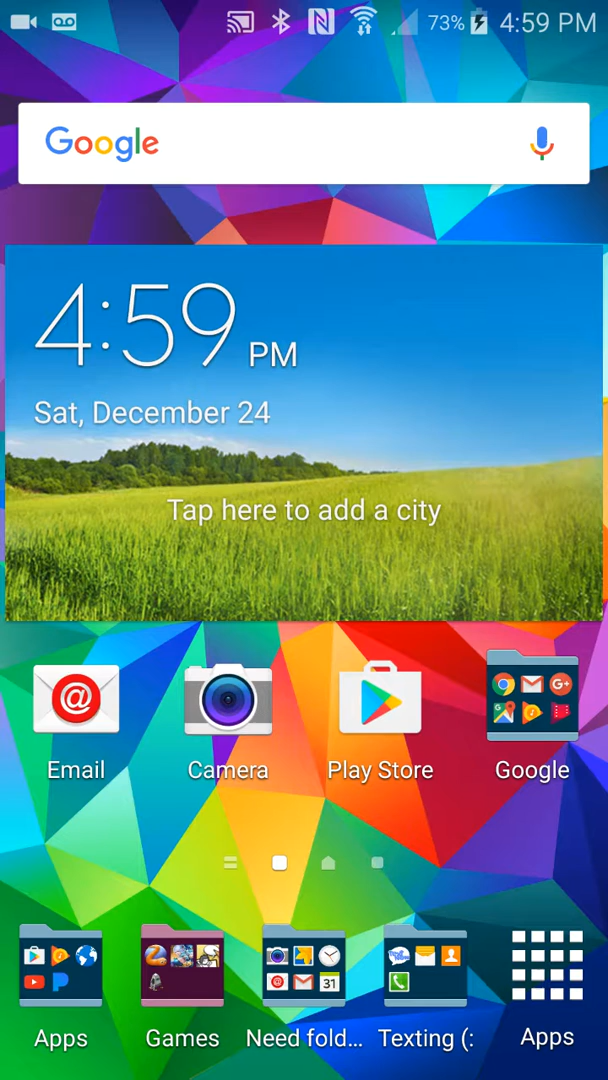 73% 4:59 PM
Google
4:59 PM
Sat, December 24
Tap here to add a city
Email Camera Play Store Google
31
Apps Games Need fold... Texting (: Apps